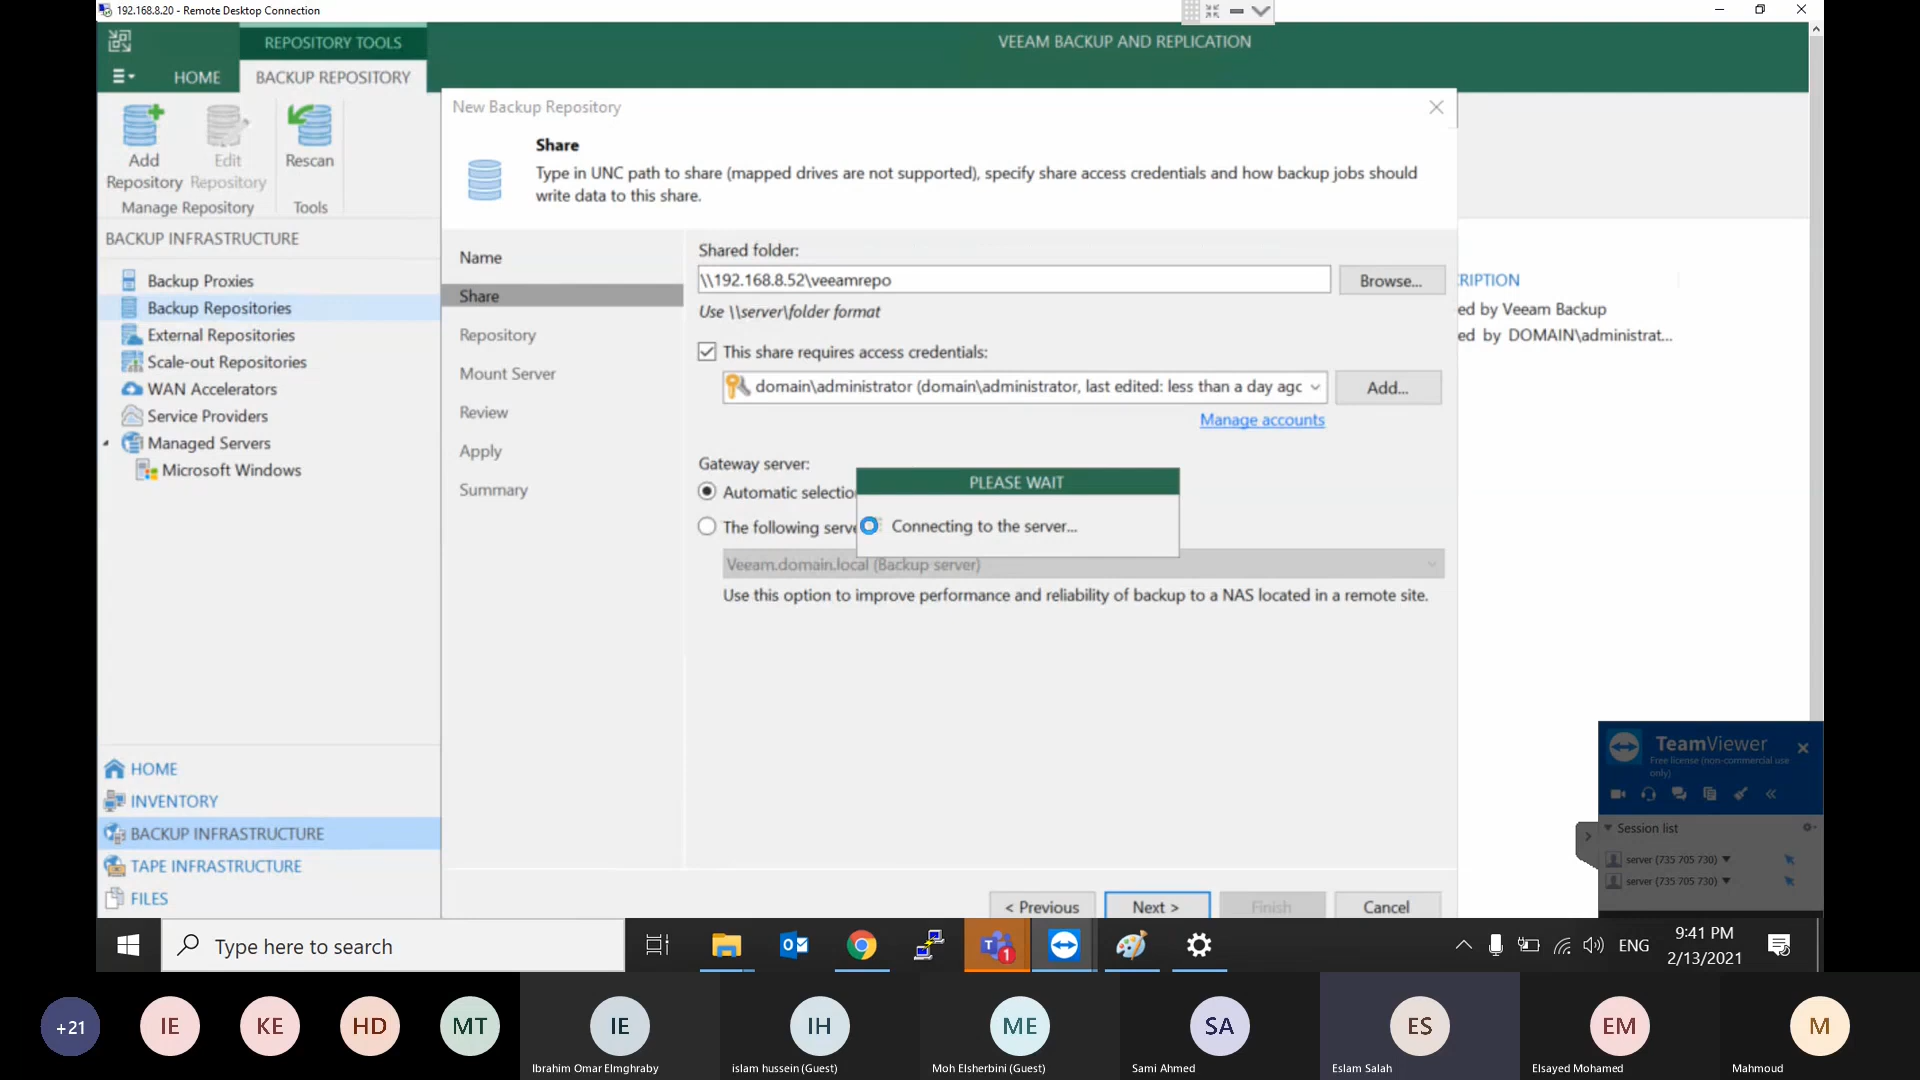 192.168.8.20 - Remote Desktop Connection
REPOSITORY TOOLS
VEEAM BACKUP AND REPLICATION
HOME
BACKUP REPOSITORY
Add
Repository
Edit
Repository
Rescan
Manage Repository
Tools
BACKUP INFRASTRUCTURE
Backup Proxies
Backup Repositories
External Repositories
Scale-out Repositories
WAN Accelerators
Service Providers
Managed Servers
Microsoft Windows
HOME
INVENTORY
BACKUP INFRASTRUCTURE
TAPE INFRASTRUCTURE
FILES
New Backup Repository
Share
Type in UNC path to share (mapped drives are not supported), specify share access credentials and how backup jobs should
write data to this share.
Name
Share
Repository
Mount Server
Review
Apply
Summary
Shared folder:
\\192.168.8.52\veeamrepo
Browse...
Use \\server\folder format
This share requires access credentials:
domain\administrator (domain\administrator, last edited: less than a day agc
Add...
Manage accounts
Gateway server:
Automatic selectio
The following serve
PLEASE WAIT
Connecting to the server...
Veeam.domain.local (Backup server)
Use this option to improve performance and reliability of backup to a NAS located in a remote site.
< Previous
Next >
Finish
Cancel
RIPTION
ed by Veeam Backup
ed by DOMAIN\administrat...
TeamViewer
Free license (non-commercial use
only)
Session list
server (735 705 730)
server (735 705 730)
Type here to search
1
ENG
9:41 PM
2/13/2021
+21
IE
KE
HD
MT
IE
Ibrahim Omar Elmghraby
IH
islam hussein (Guest)
ME
Moh Elsherbini (Guest)
SA
Sami Ahmed
ES
Eslam Salah
EM
Elsayed Mohamed
M
Mahmoud